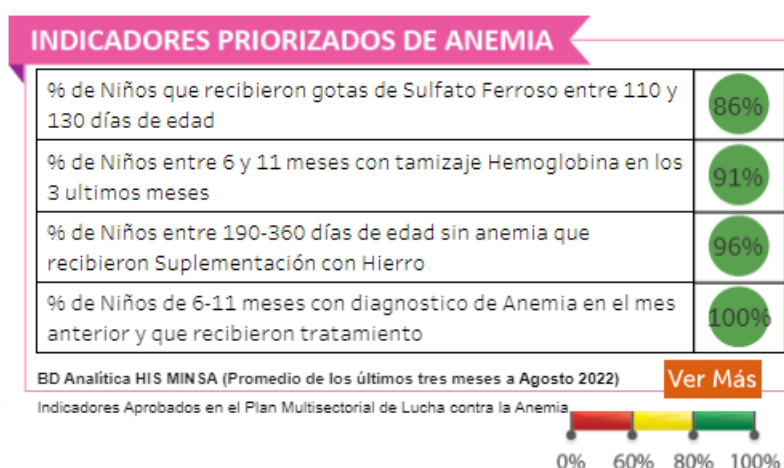 INDICADORES PRIORIZADOS DE ANEMIA
% de Niños que recibieron gotas de Sulfato Ferroso entre 110 y
130 días de edad
86%
% de Niños entre 6 y 11 meses con tamizaje Hemoglobina en los
3 ultimos meses
91%
% de Niños entre 190-360 días de edad sin anemia que
recibieron Suplementación con Hierro
96%
% de Niños de 6-11 meses con diagnostico de Anemia en el mes
anterior y que recibieron tratamiento
100%
BD Analítica HIS MINSA (Promedio de los últimos tres meses a Agosto 2022)
Ver Más
Indicadores Aprobados en el Plan Multisectorial de Lucha contra la Anemia
0% 60% 80% 100%